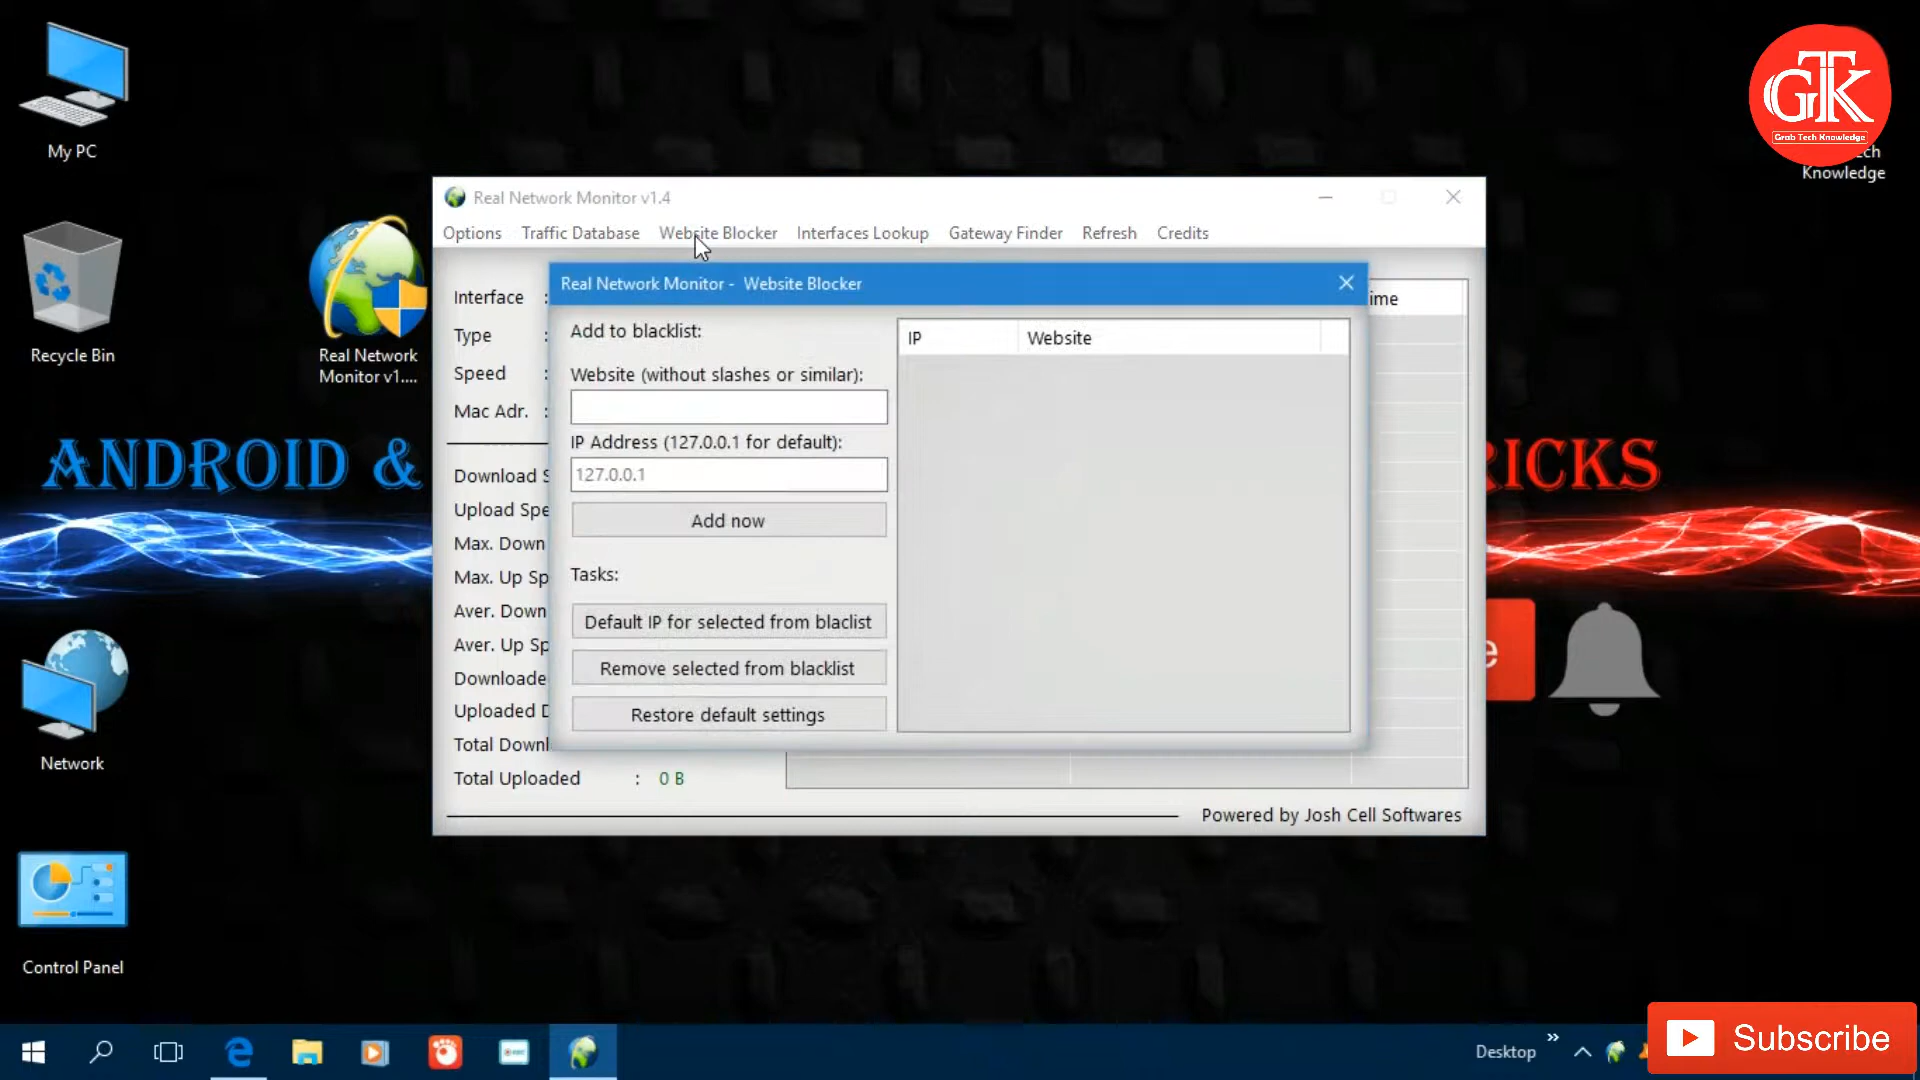 My PC
Recycle Bin
Real Network
Monitor v1....
Network
Control Panel
GTK
Grab Tech Knowledge
ech
Knowledge
ANDROID &
RICKS
e
Real Network Monitor v1.4
Options Traffic Database Website Blocker Interfaces Lookup Gateway Finder Refresh Credits
Interface :
Type :
Speed :
Mac Adr. :
Download S
Upload Spe
Max. Down
Max. Up Sp
Aver. Down
Aver. Up Sp
Downloade
Uploaded D
Total Downl
Total Uploaded : 0 B
ime
Powered by Josh Cell Softwares
Real Network Monitor - Website Blocker
Add to blacklist:
Website (without slashes or similar):
IP Address (127.0.0.1 for default):
127.0.0.1
Add now
Tasks:
Default IP for selected from blaclist
Remove selected from blacklist
Restore default settings
IP Website
Desktop
Subscribe